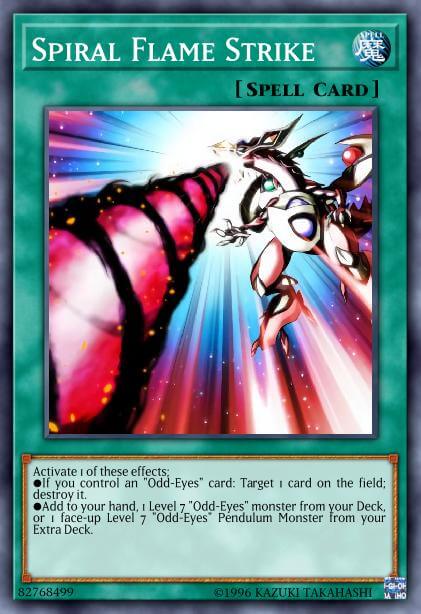 SPIRAL FLAME STRIKE
SPELL
魔
[ SPELL CARD ]
Activate 1 of these effects;
●If you control an "Odd-Eyes" card: Target 1 card on the field;
destroy it.
●Add to your hand, 1 Level 7 "Odd-Eyes" monster from your Deck,
or 1 face-up Level 7 "Odd-Eyes" Pendulum Monster from your
Extra Deck.
82768499
©1996 KAZUKI TAKAHASHI